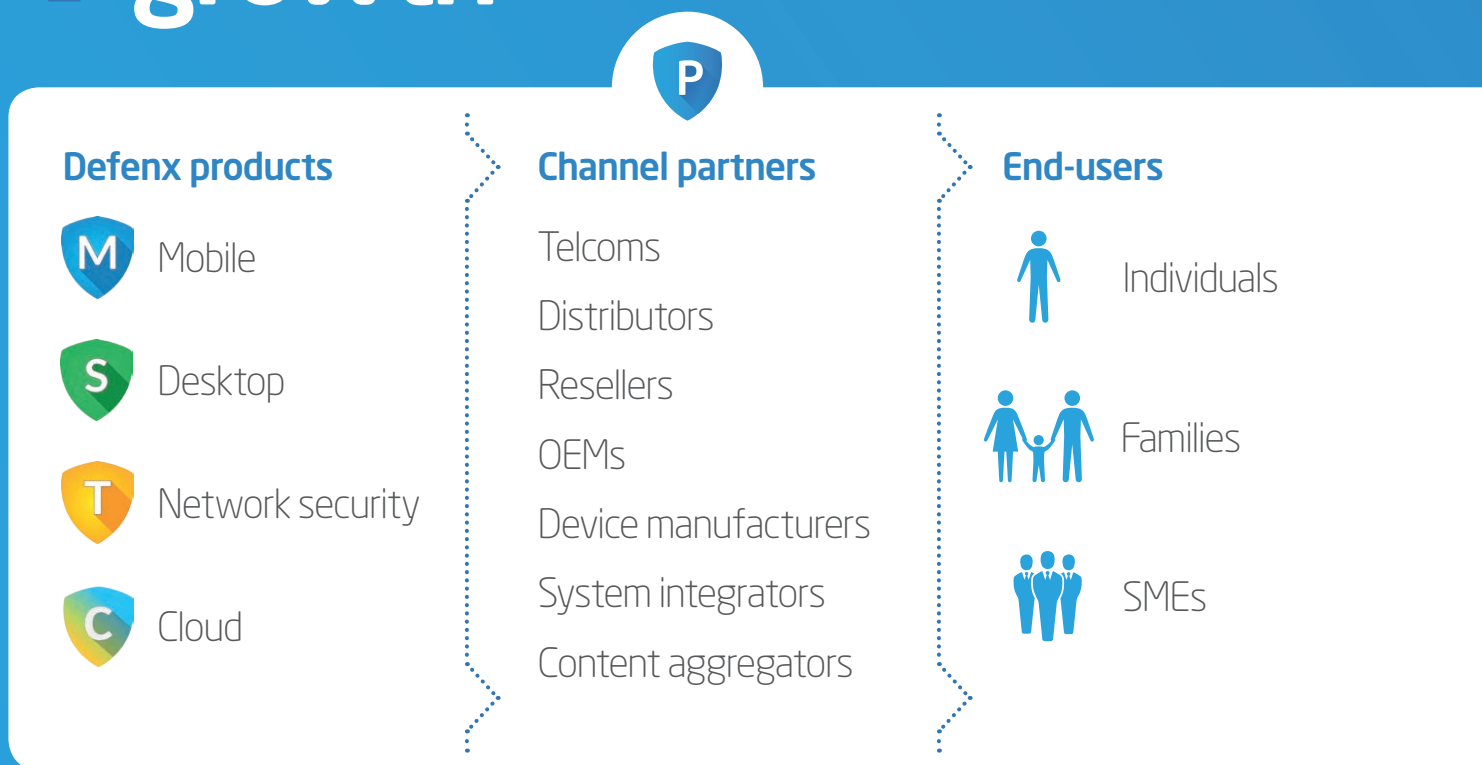 growth
P
Defenx products
M Mobile
S Desktop
T Network security
C Cloud
Channel partners
Telcoms
Distributors
Resellers
OEMs
Device manufacturers
System integrators
Content aggregators
End-users
Individuals
Families
SMEs